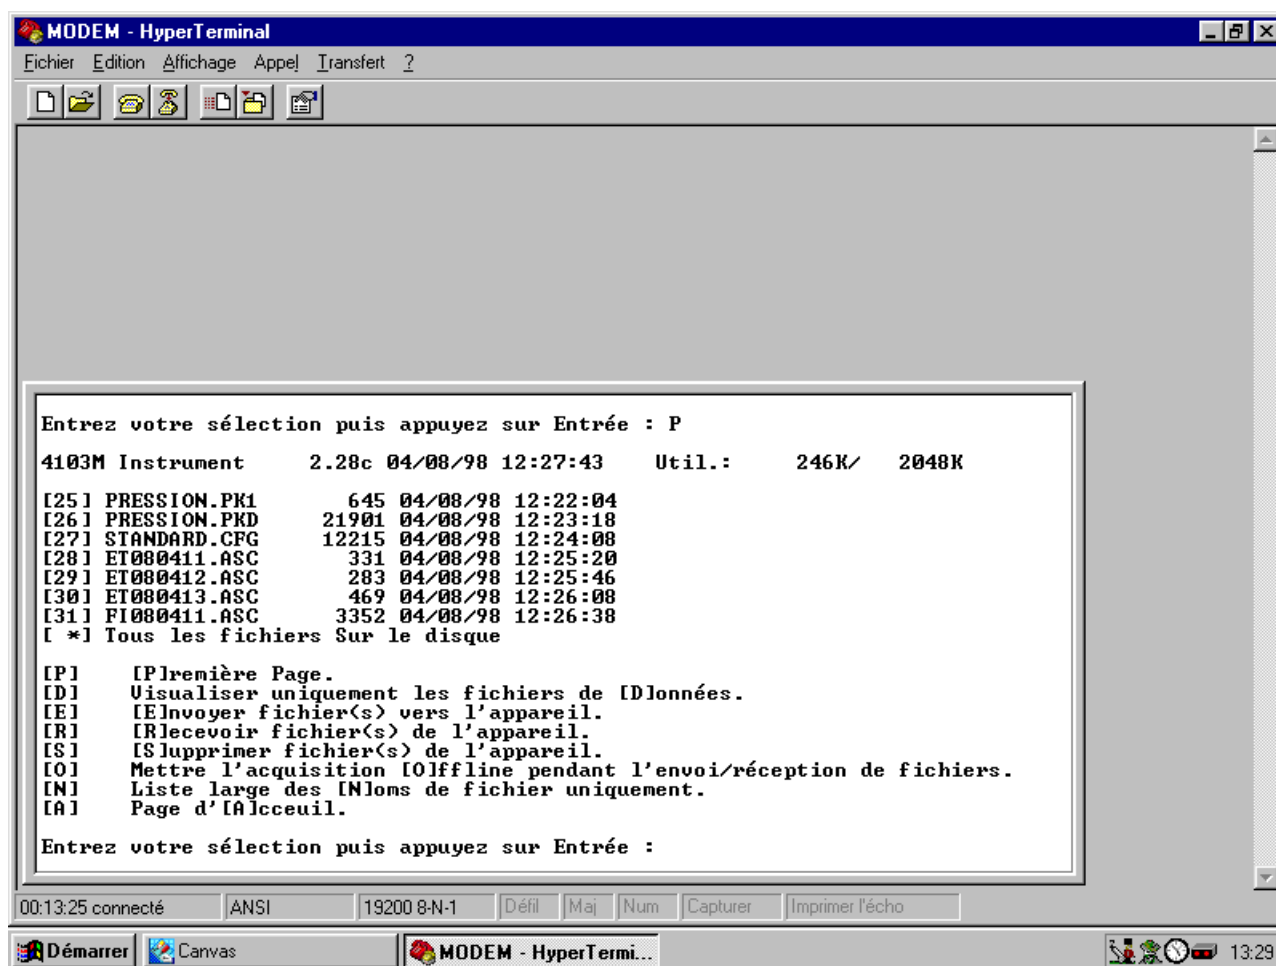 MODEM - HyperTerminal
Fichier Edition Affichage Appel Transfert ?
Entrez votre sélection puis appuyez sur Entrée : P
4103M Instrument 2.28c 04/08/98 12:27:43 Util.: 246K/ 2048K
[25] PRESSION.PK1 645 04/08/98 12:22:04
[26] PRESSION.PKD 21901 04/08/98 12:23:18
[27] STANDARD.CFG 12215 04/08/98 12:24:08
[28] ET080411.ASC 331 04/08/98 12:25:20
[29] ET080412.ASC 283 04/08/98 12:25:46
[30] ET080413.ASC 469 04/08/98 12:26:08
[31] FI080411.ASC 3352 04/08/98 12:26:38
[ *] Tous les fichiers Sur le disque
[P] [P]remière Page.
[D] Visualiser uniquement les fichiers de [D]onnées.
[E] [E]nvoyer fichier(s) vers l'appareil.
[R] [R]ecevoir fichier(s) de l'appareil.
[S] [S]upprimer fichier(s) de l'appareil.
[O] Mettre l'acquisition [O]ffline pendant l'envoi/réception de fichiers.
[N] Liste large des [N]oms de fichier uniquement.
[A] Page d'[A]cceuil.
Entrez votre sélection puis appuyez sur Entrée :
00:13:25 connecté ANSI 19200 8-N-1 Défil Maj Num Capturer Imprimer l'écho
Démarrer Canvas MODEM - HyperTermi... 13:29